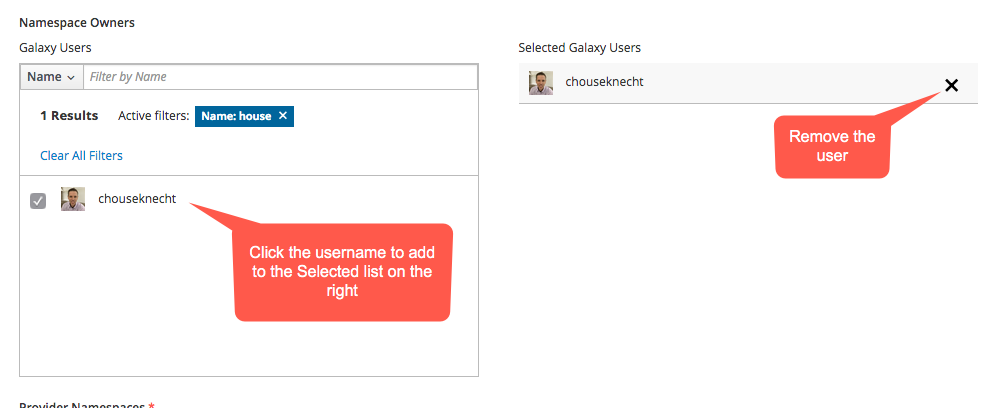 Namespace Owners
Galaxy Users
Selected Galaxy Users
Name
Filter by Name
chouseknecht
1 Results
Active filters:
Name: house ✕
Clear All Filters
Remove the
user
chouseknecht
Click the username to add
to the Selected list on the
right
Provider Namespaces *